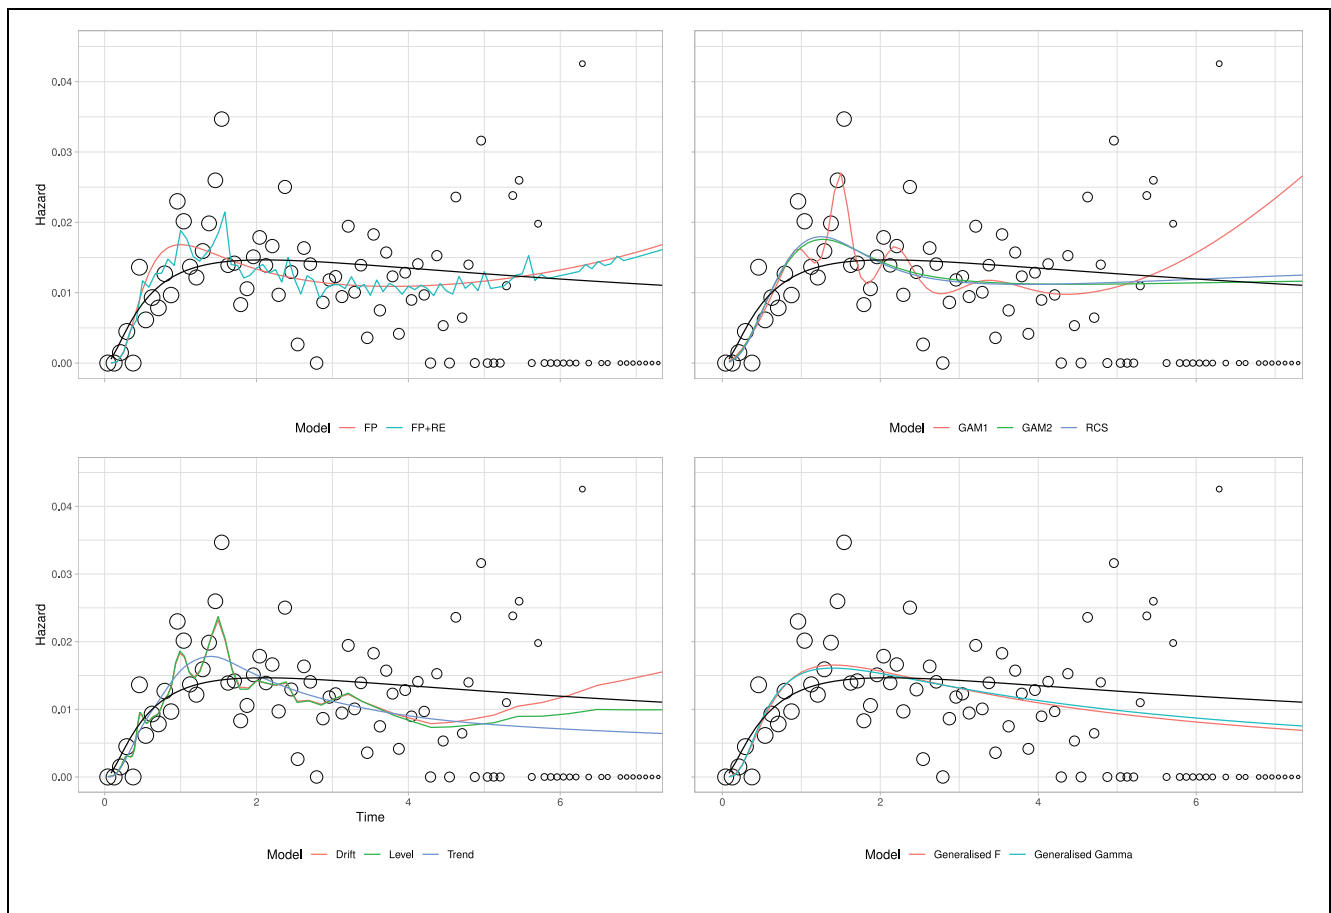 0.04
0.03
Hazard
0.02
0.01
0.00
Model FP FP+RE
Model GAM1 GAM2 RCS
0.04
0.03
Hazard
0.02
0.01
0.00
0 2 4 6
Time
2 4 6
Model Drift Level Trend
Model Generalised F Generalised Gamma